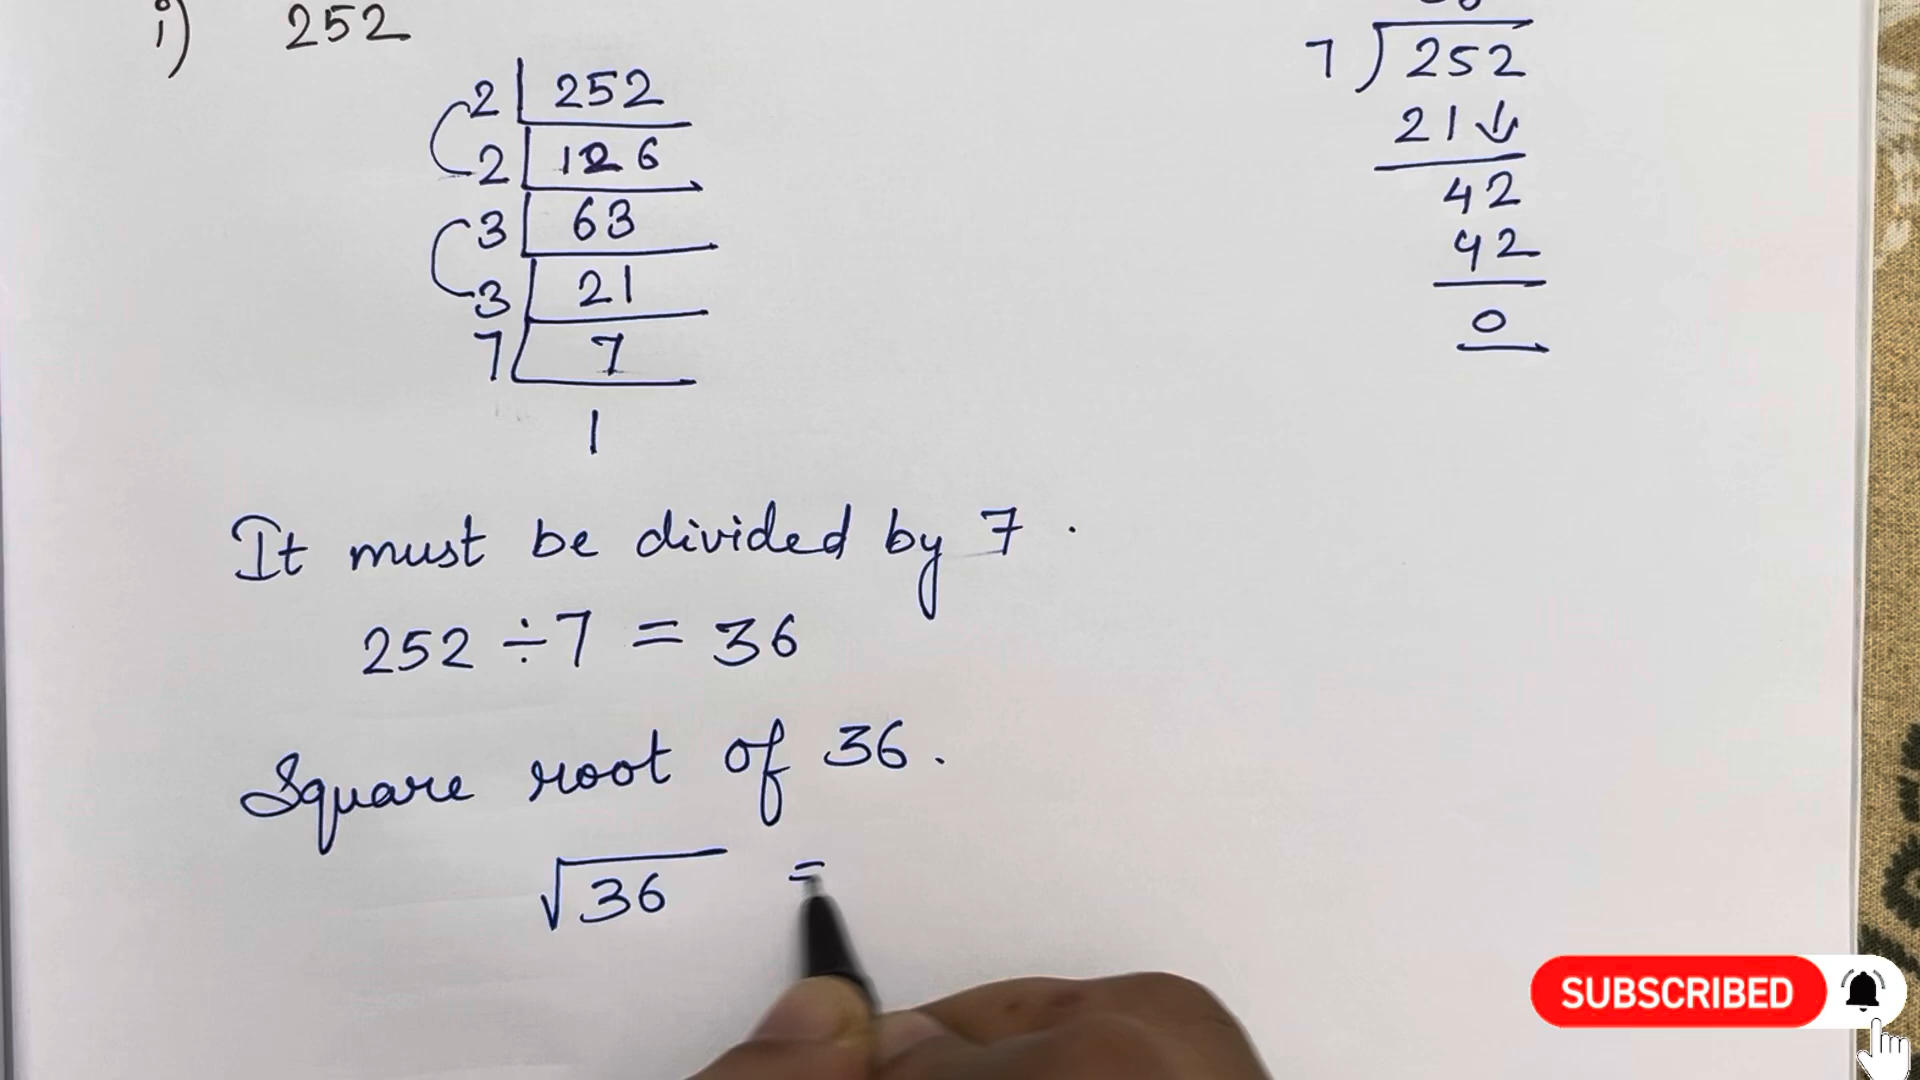 i) 252
2 | 252
2 | 126
3 | 63
3 | 21
7 | 7
1
7 ) 252
21↓
42
42
0
It must be divided by 7.
252 ÷ 7 = 36
Square root of 36.
√36 =
SUBSCRIBED